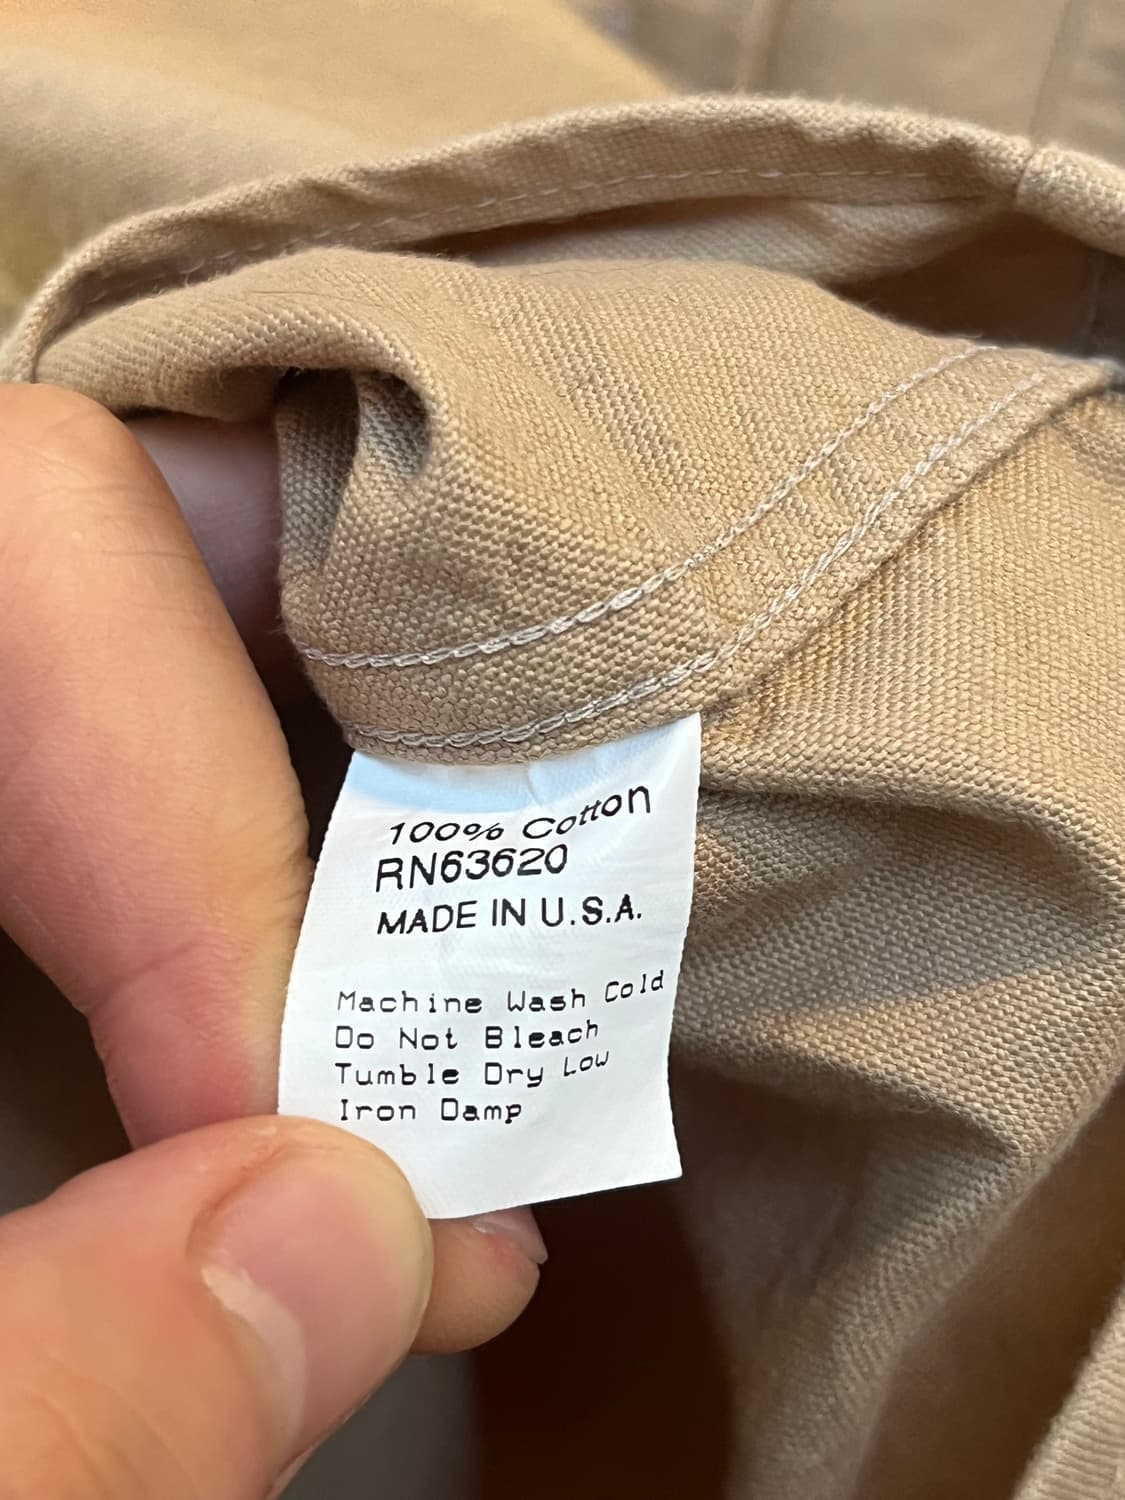 100% Cotton
RN63620
MADE IN U.S.A.
Machine Wash Cold
Do Not Bleach
Tumble Dry Low
Iron Damp